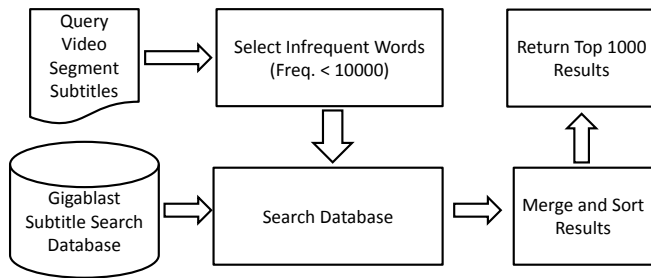 Query
Video
Segment
Subtitles
Select Infrequent Words
(Freq. < 10000)
Return Top 1000
Results
Gigablast
Subtitle Search
Database
Search Database
Merge and Sort
Results